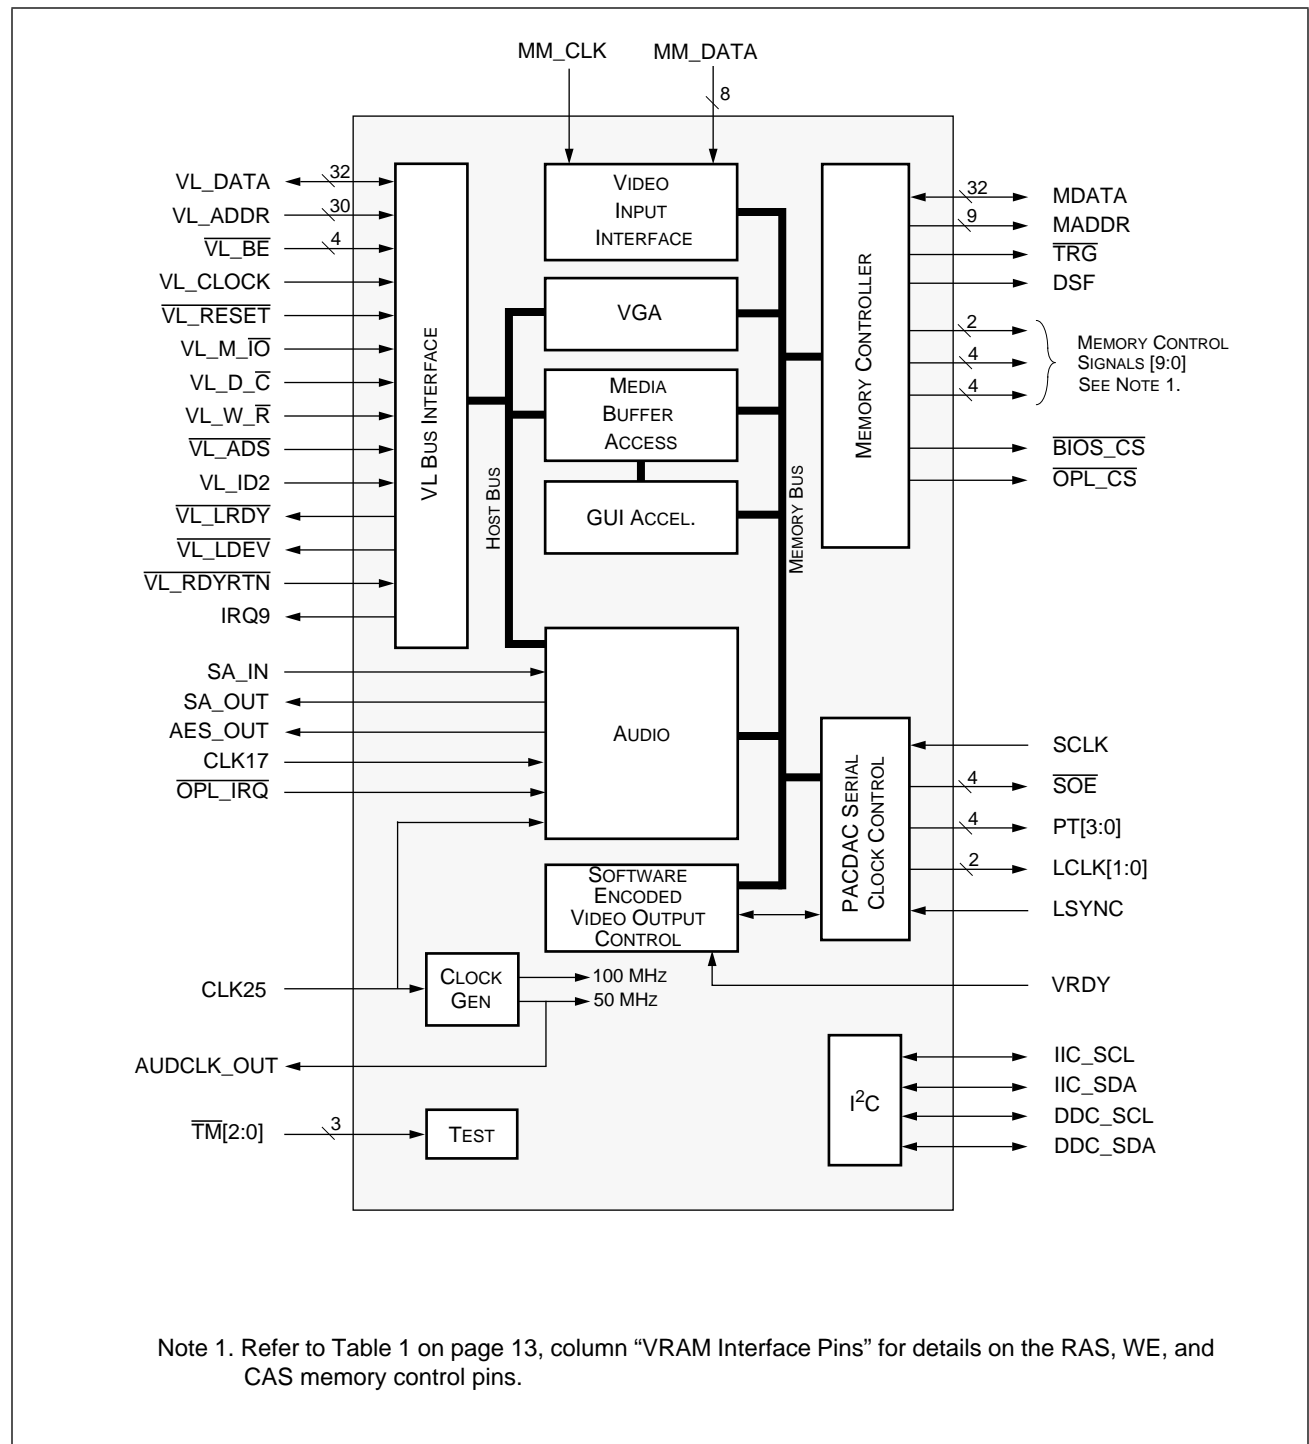 MM_CLK
MM_DATA
8
VL_DATA
32
VL_ADDR
30
VL_BE
4
VL_CLOCK
VL_RESET
VL_M_IO
VL_D_C
VL_W_R
VL_ADS
VL_ID2
VL_LRDY
VL_LDEV
VL_RDYRTN
IRQ9
SA_IN
SA_OUT
AES_OUT
CLK17
OPL_IRQ
CLK25
AUDCLK_OUT
TM[2:0]
3
VL BUS INTERFACE
HOST BUS
VIDEO
INPUT
INTERFACE
VGA
MEDIA
BUFFER
ACCESS
GUI ACCEL.
AUDIO
SOFTWARE
ENCODED
VIDEO OUTPUT
CONTROL
CLOCK
GEN
100 MHz
50 MHz
TEST
MEMORY BUS
MEMORY CONTROLLER
PACDAC SERIAL
CLOCK CONTROL
I²C
32
MDATA
9
MADDR
TRG
DSF
2
4
4
MEMORY CONTROL
SIGNALS [9:0]
SEE NOTE 1.
BIOS_CS
OPL_CS
SCLK
4
SOE
4
PT[3:0]
2
LCLK[1:0]
LSYNC
VRDY
IIC_SCL
IIC_SDA
DDC_SCL
DDC_SDA
Note 1. Refer to Table 1 on page 13, column “VRAM Interface Pins” for details on the RAS, WE, and
CAS memory control pins.